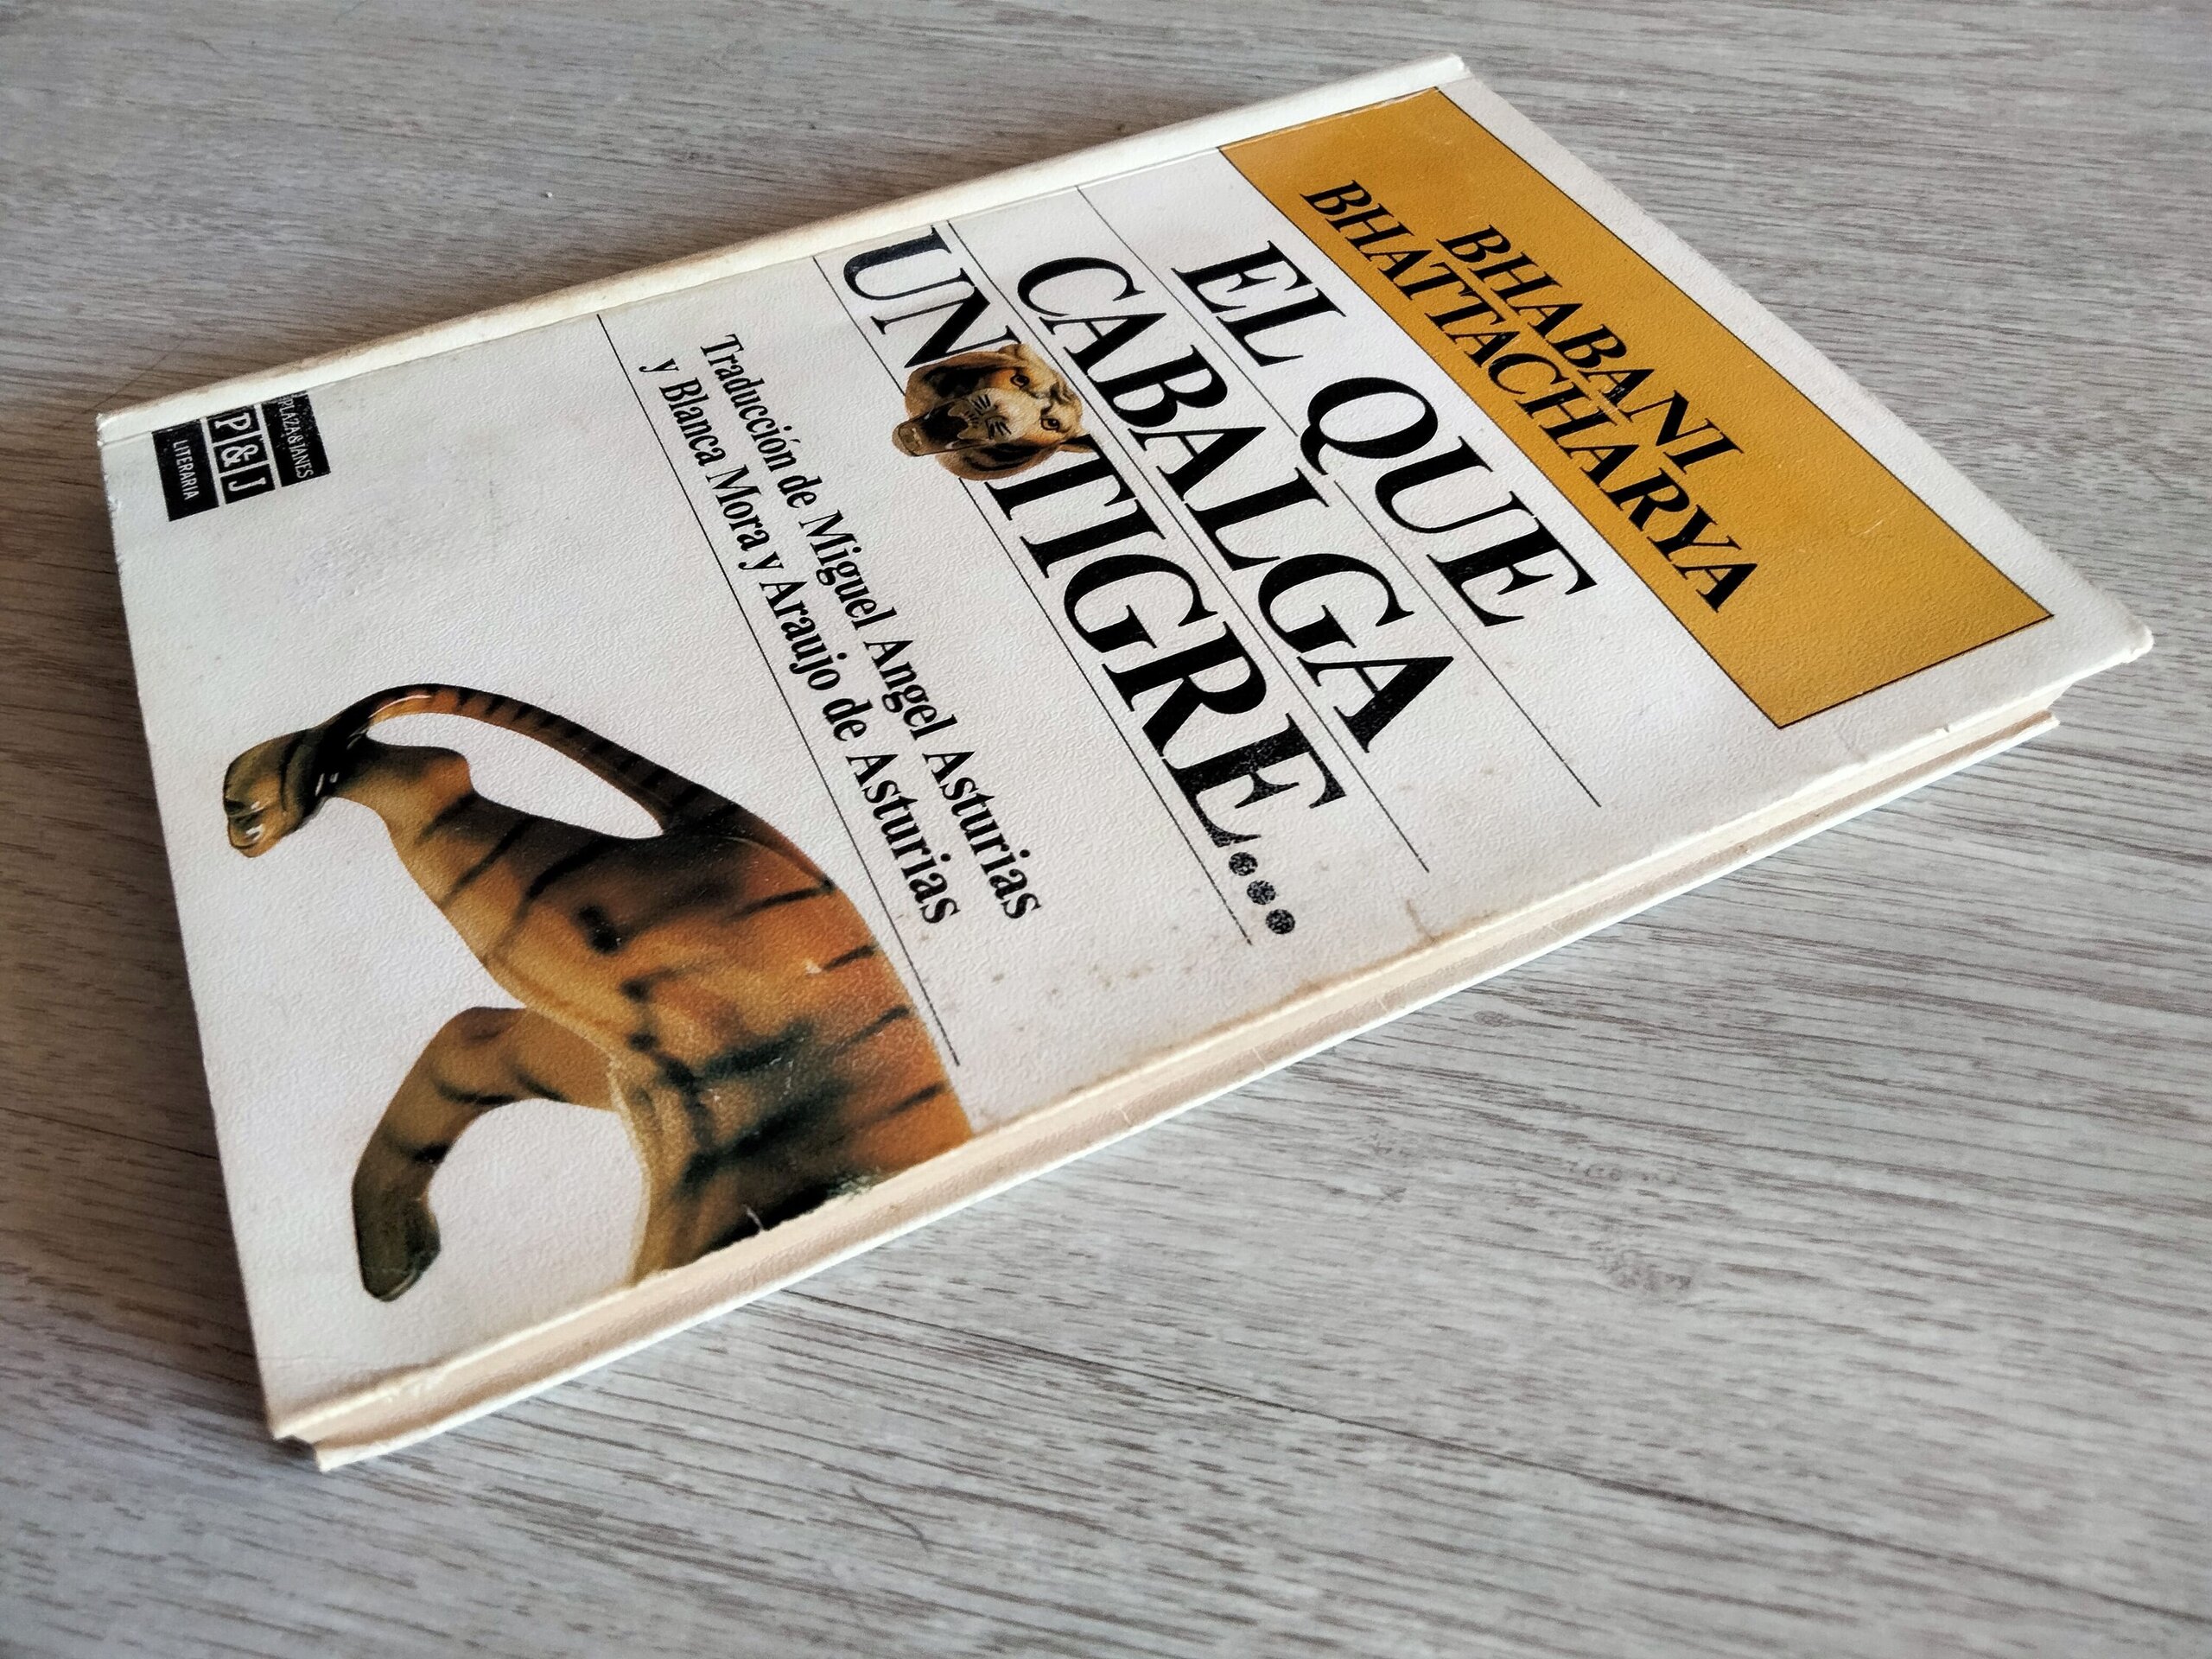 BHABANI
BHATTACHARYA
EL QUE
CABALGA
UN TIGRE...
Traducción de Miguel Angel Asturias
y Blanca Mora y Araujo de Asturias
PLAZA & JANES
P&J
LITERARIA